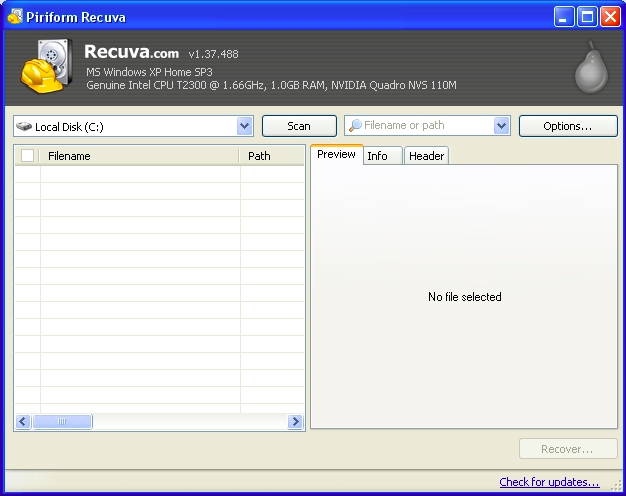 Piriform Recuva
Recuva.com v1.37.488
MS Windows XP Home SP3
Genuine Intel CPU T2300 @ 1.66GHz, 1.0GB RAM, NVIDIA Quadro NVS 110M
Local Disk (C:) Scan Filename or path Options...
Filename Path Preview Info Header
No file selected
Recover...
Check for updates...